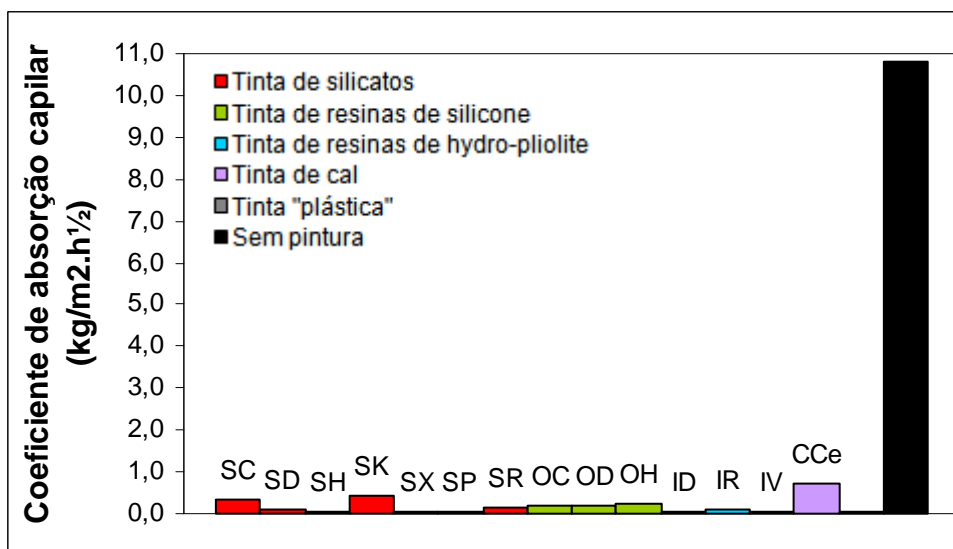 Coeficiente de absorção capilar
(kg/m2.h½)
11,0
10,0
9,0
8,0
7,0
6,0
5,0
4,0
3,0
2,0
1,0
0,0
Tinta de silicatos
Tinta de resinas de silicone
Tinta de resinas de hydro-pliolite
Tinta de cal
Tinta "plástica"
Sem pintura
SC SD SH SK SX SP SR OC OD OH ID IR IV CCe